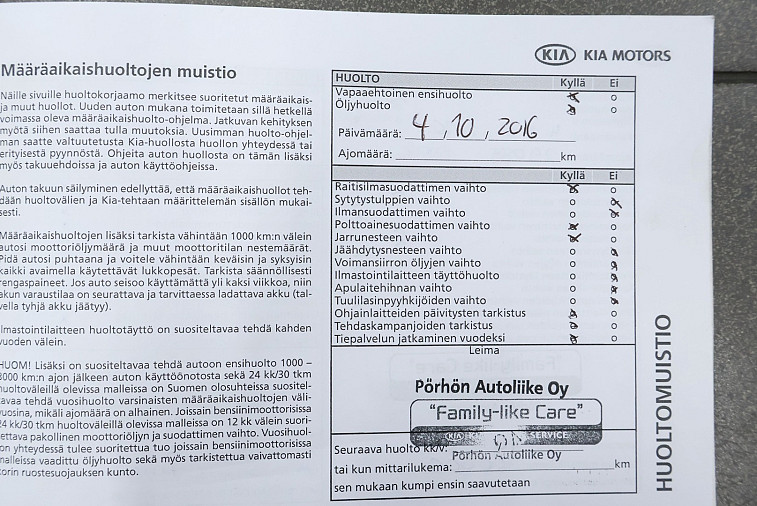 KIA KIA MOTORS
Määräaikaishuoltojen muistio
Näille sivuille huoltokorjaamo merkitsee suoritetut määräaikais-
ja muut huollot. Uuden auton mukana toimitetaan sillä hetkellä
voimassa oleva määräaikaishuolto-ohjelma. Jatkuvan kehityksen
myötä siihen saattaa tulla muutoksia. Uusimman huolto-ohjel-
man saatte valtuutetusta Kia-huollosta huollon yhteydessä tai
erityisestä pyynnöstä. Ohjeita auton huollosta on tämän lisäksi
myös takuuehdoissa ja auton käyttöohjeissa.
Auton takuun säilyminen edellyttää, että määräaikaishuollot teh-
dään huoltovälien ja Kia-tehtaan määrittelemän sisällön mukai-
sesti.
Määräaikaishuoltojen lisäksi tarkista vähintään 1000 km:n välein
autosi moottoriöljymäärä ja muut moottoritilan nestemäärät.
Pidä autosi puhtaana ja voitele vähintään keväisin ja syksyisin
kaikki avaimella käytettävät lukkopesät. Tarkista säännöllisesti
rengaspaineet. Jos auto seisoo käyttämättä yli kaksi viikkoa, niin
akun varaustilaa on seurattava ja tarvittaessa ladattava akku (tal-
vella tyhjä akku jäätyy).
Ilmastointilaitteen huoltotäyttö on suositeltavaa tehdä kahden
vuoden välein.
HUOM! Lisäksi on suositeltavaa tehdä autoon ensihuolto 1000 –
3000 km:n ajon jälkeen auton käyttöönotosta sekä 24 kk/30 tkm
huoltoväleillä olevissa malleissa on Suomen olosuhteissa suositel-
tavaa tehdä vuosihuolto varsinaisten määräaikaishuoltojen väli-
vuosina, mikäli ajomäärä on alhainen. Joissain bensiinimoottorisissa
24 kk/30 tkm huoltoväleillä olevissa malleissa on 12 kk välein suori-
tettava pakollinen moottoriöljyn ja suodattimen vaihto. Vuosihuol-
on yhteydessä tulee suorituttaa tuo joissain bensiinimoottorisissa
malleissa vaadittu öljyhuolto sekä myös tarkistettua vaivattomasti
korin ruostesuojauksen kunto.
HUOLTO Kyllä Ei
Vapaaehtoinen ensihuolto
Öljyhuolto
Päivämäärä: 4, 10, 2016
Ajomäärä: km
Kyllä Ei
Raitisilmasuodattimen vaihto
Sytytystulppien vaihto
Ilmansuodattimen vaihto
Polttoainesuodattimen vaihto
Jarrunesteen vaihto
Jäähdytysnesteen vaihto
Voimansiirron öljyjen vaihto
Ilmastointilaitteen täyttöhuolto
Apulaitehihnan vaihto
Tuulilasinpyyhkijöiden vaihto
Ohjainlaitteiden päivitysten tarkistus
Tehdaskampanjoiden tarkistus
Tiepalvelun jatkaminen vuodeksi
Leima
Pörhön Autoliike Oy
"Family-like Care"
SERVICE
Seuraava huolto kk/v:
Pörhön Autoliike Oy
tai kun mittarilukema: km
sen mukaan kumpi ensin saavutetaan
HUOLTOMUISTIO